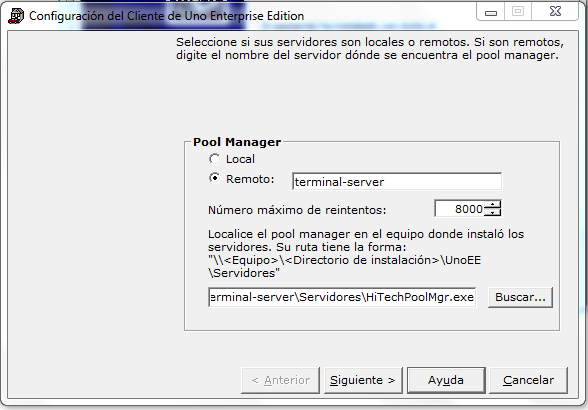 Configuración del Cliente de Uno Enterprise Edition
Seleccione si sus servidores son locales o remotos. Si son remotos,
digite el nombre del servidor dónde se encuentra el pool manager.
Pool Manager
Local
Remoto: terminal-server
Número máximo de reintentos: 8000
Localice el pool manager en el equipo donde instaló los
servidores. Su ruta tiene la forma:
"\\<Equipo>\<Directorio de instalación>\UnoEE
\Servidores"
erminal-server\Servidores\HiTechPoolMgr.exe Buscar...
< Anterior Siguiente > Ayuda Cancelar